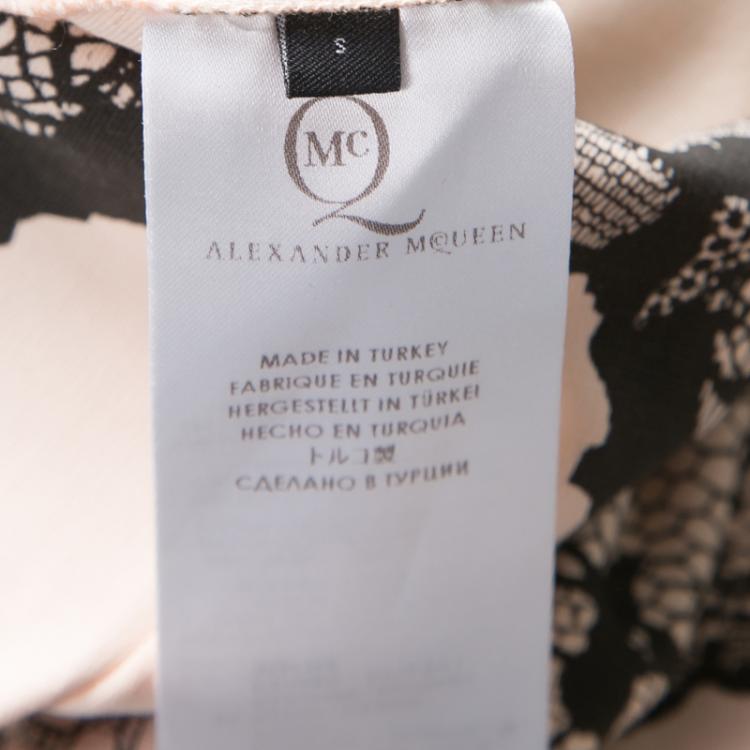 S
McQ
ALEXANDER MCQUEEN
MADE IN TURKEY
FABRIQUE EN TURQUIE
HERGESTELLT IN TÜRKEI
HECHO EN TURQUIA
トルコ製
СДЕЛАНО В ТУРЦИИ